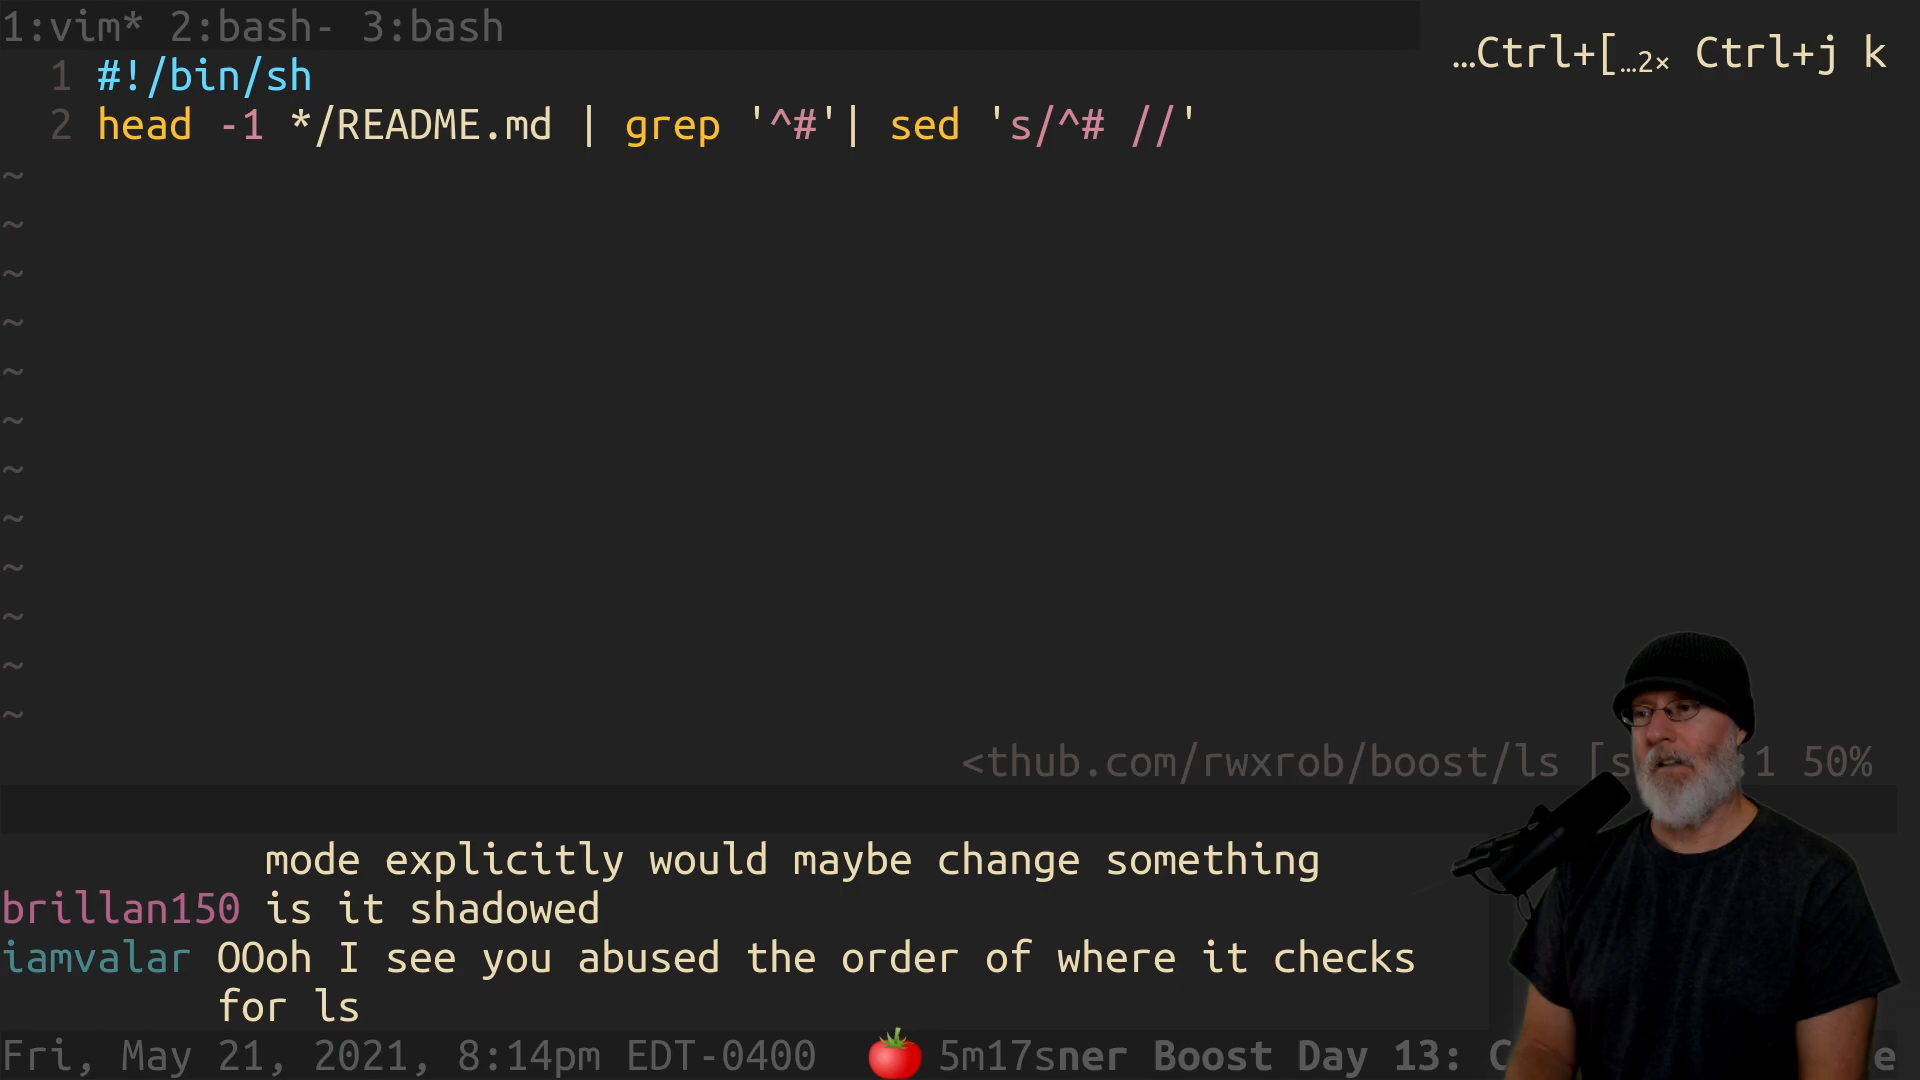 1:vim* 2:bash- 3:bash
…Ctrl+[…2× Ctrl+j k
1 #!/bin/sh
2 head -1 */README.md | grep '^#'| sed 's/^# //'
~
~
~
~
~
~
~
~
~
~
~
~
<thub.com/rwxrob/boost/ls [s :1 50%
mode explicitly would maybe change something
brillan150 is it shadowed
iamvalar OOoh I see you abused the order of where it checks
for ls
Fri, May 21, 2021, 8:14pm EDT-0400 🍅 5m17sner Boost Day 13: C e